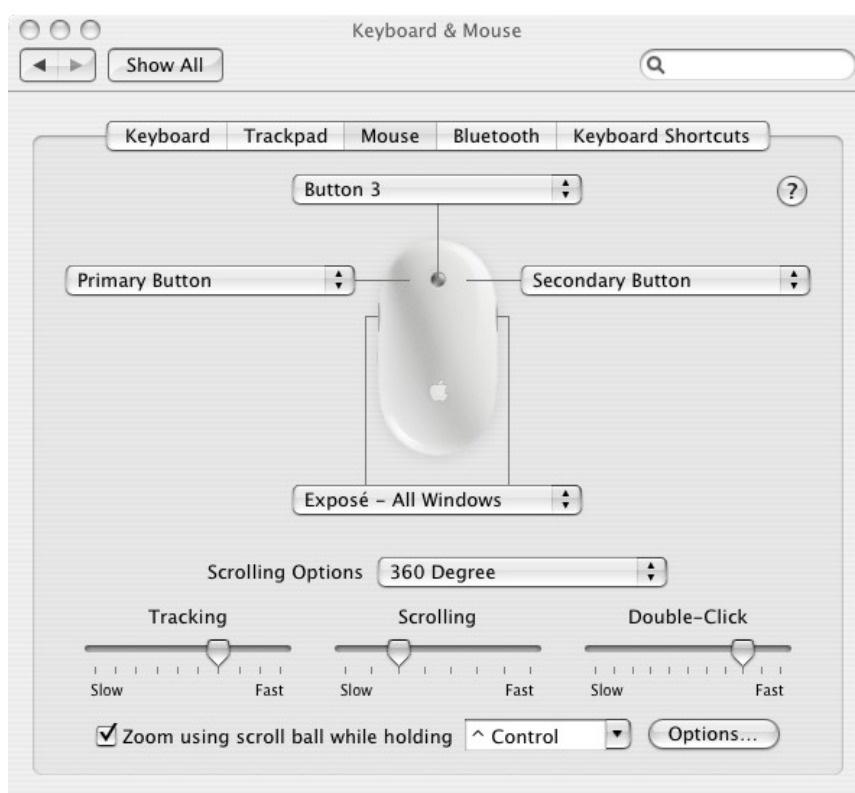 Keyboard & Mouse
Show All
Keyboard Trackpad Mouse Bluetooth Keyboard Shortcuts
Button 3 ?
Primary Button Secondary Button
Exposé – All Windows
Scrolling Options 360 Degree
Tracking Scrolling Double-Click
Slow Fast Slow Fast Slow Fast
Zoom using scroll ball while holding ^ Control Options...